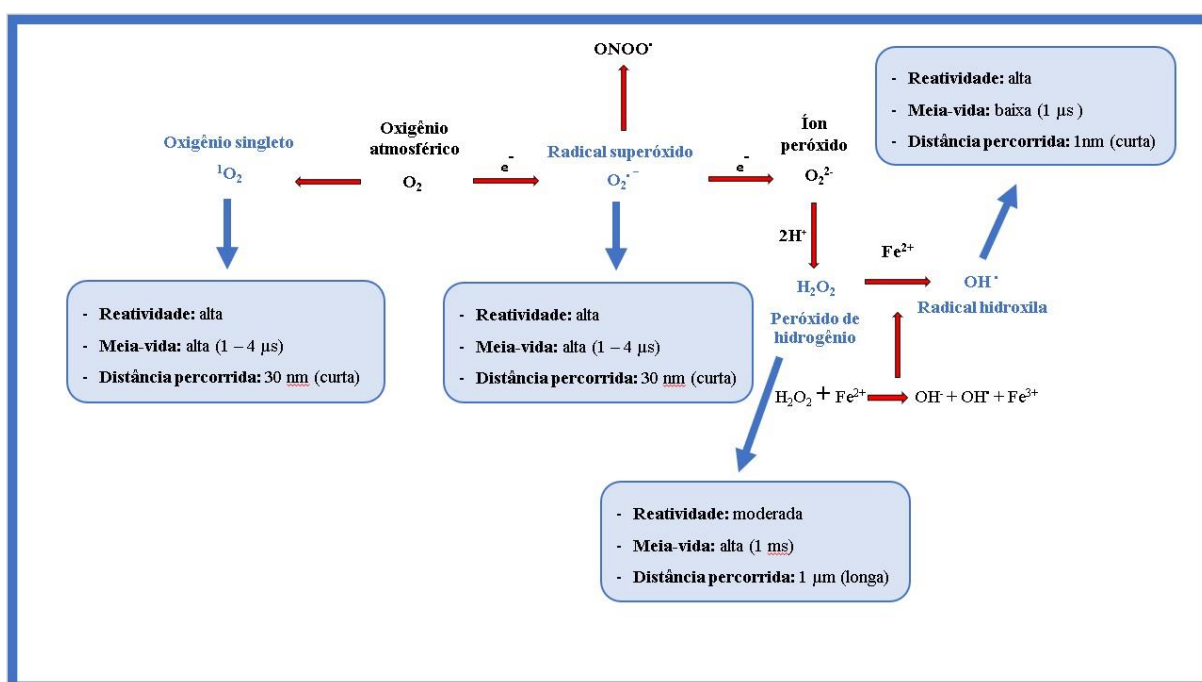 ONOO•
Oxigênio singleto
¹O₂
Oxigênio
atmosférico
O₂
e⁻
Radical superóxido
O₂•⁻
e⁻
Íon
peróxido
O₂²⁻
2H⁺
H₂O₂
Peróxido de
hidrogênio
Fe²⁺
OH•
Radical hidroxila
H₂O₂ + Fe²⁺ OH⁻ + OH• + Fe³⁺
- Reatividade: alta
- Meia-vida: baixa (1 µs )
- Distância percorrida: 1nm (curta)
- Reatividade: alta
- Meia-vida: alta (1 – 4 µs)
- Distância percorrida: 30 nm (curta)
- Reatividade: alta
- Meia-vida: alta (1 – 4 µs)
- Distância percorrida: 30 nm (curta)
- Reatividade: moderada
- Meia-vida: alta (1 ms)
- Distância percorrida: 1 µm (longa)